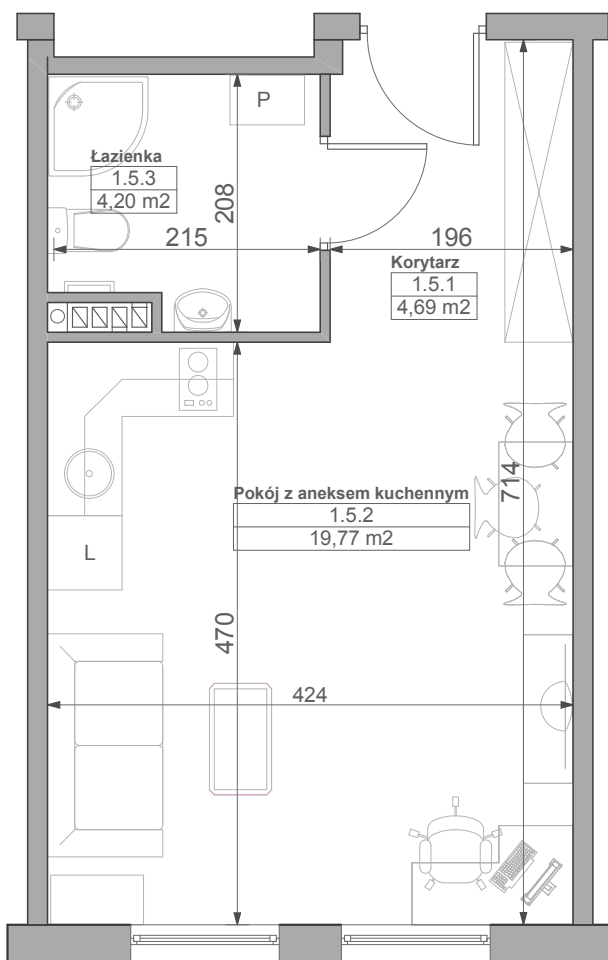 P
Łazienka
1.5.3
4,20 m2
208
215
196
Korytarz
1.5.1
4,69 m2
714
Pokój z aneksem kuchennym
1.5.2
19,77 m2
L
470
424